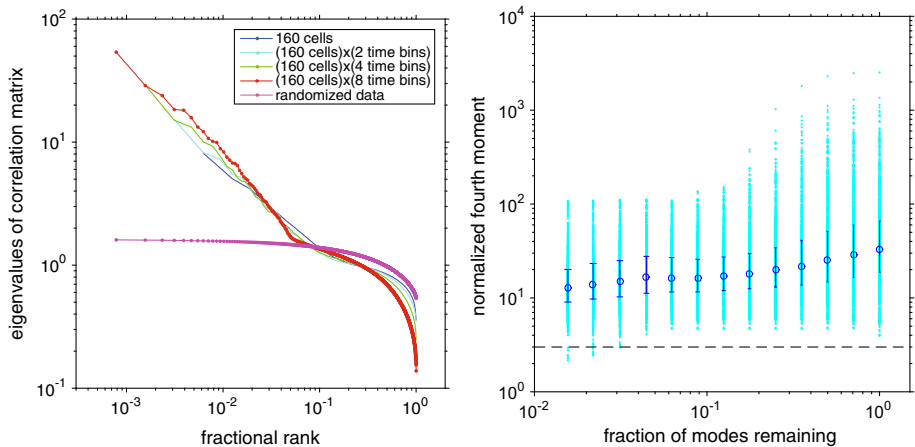 10^2
10^1
10^0
10^-1
eigenvalues of correlation matrix
160 cells
(160 cells)x(2 time bins)
(160 cells)x(4 time bins)
(160 cells)x(8 time bins)
randomized data
10^-3 10^-2 10^-1 10^0
fractional rank
10^4
10^3
10^2
10^1
10^0
normalized fourth moment
10^-2 10^-1 10^0
fraction of modes remaining